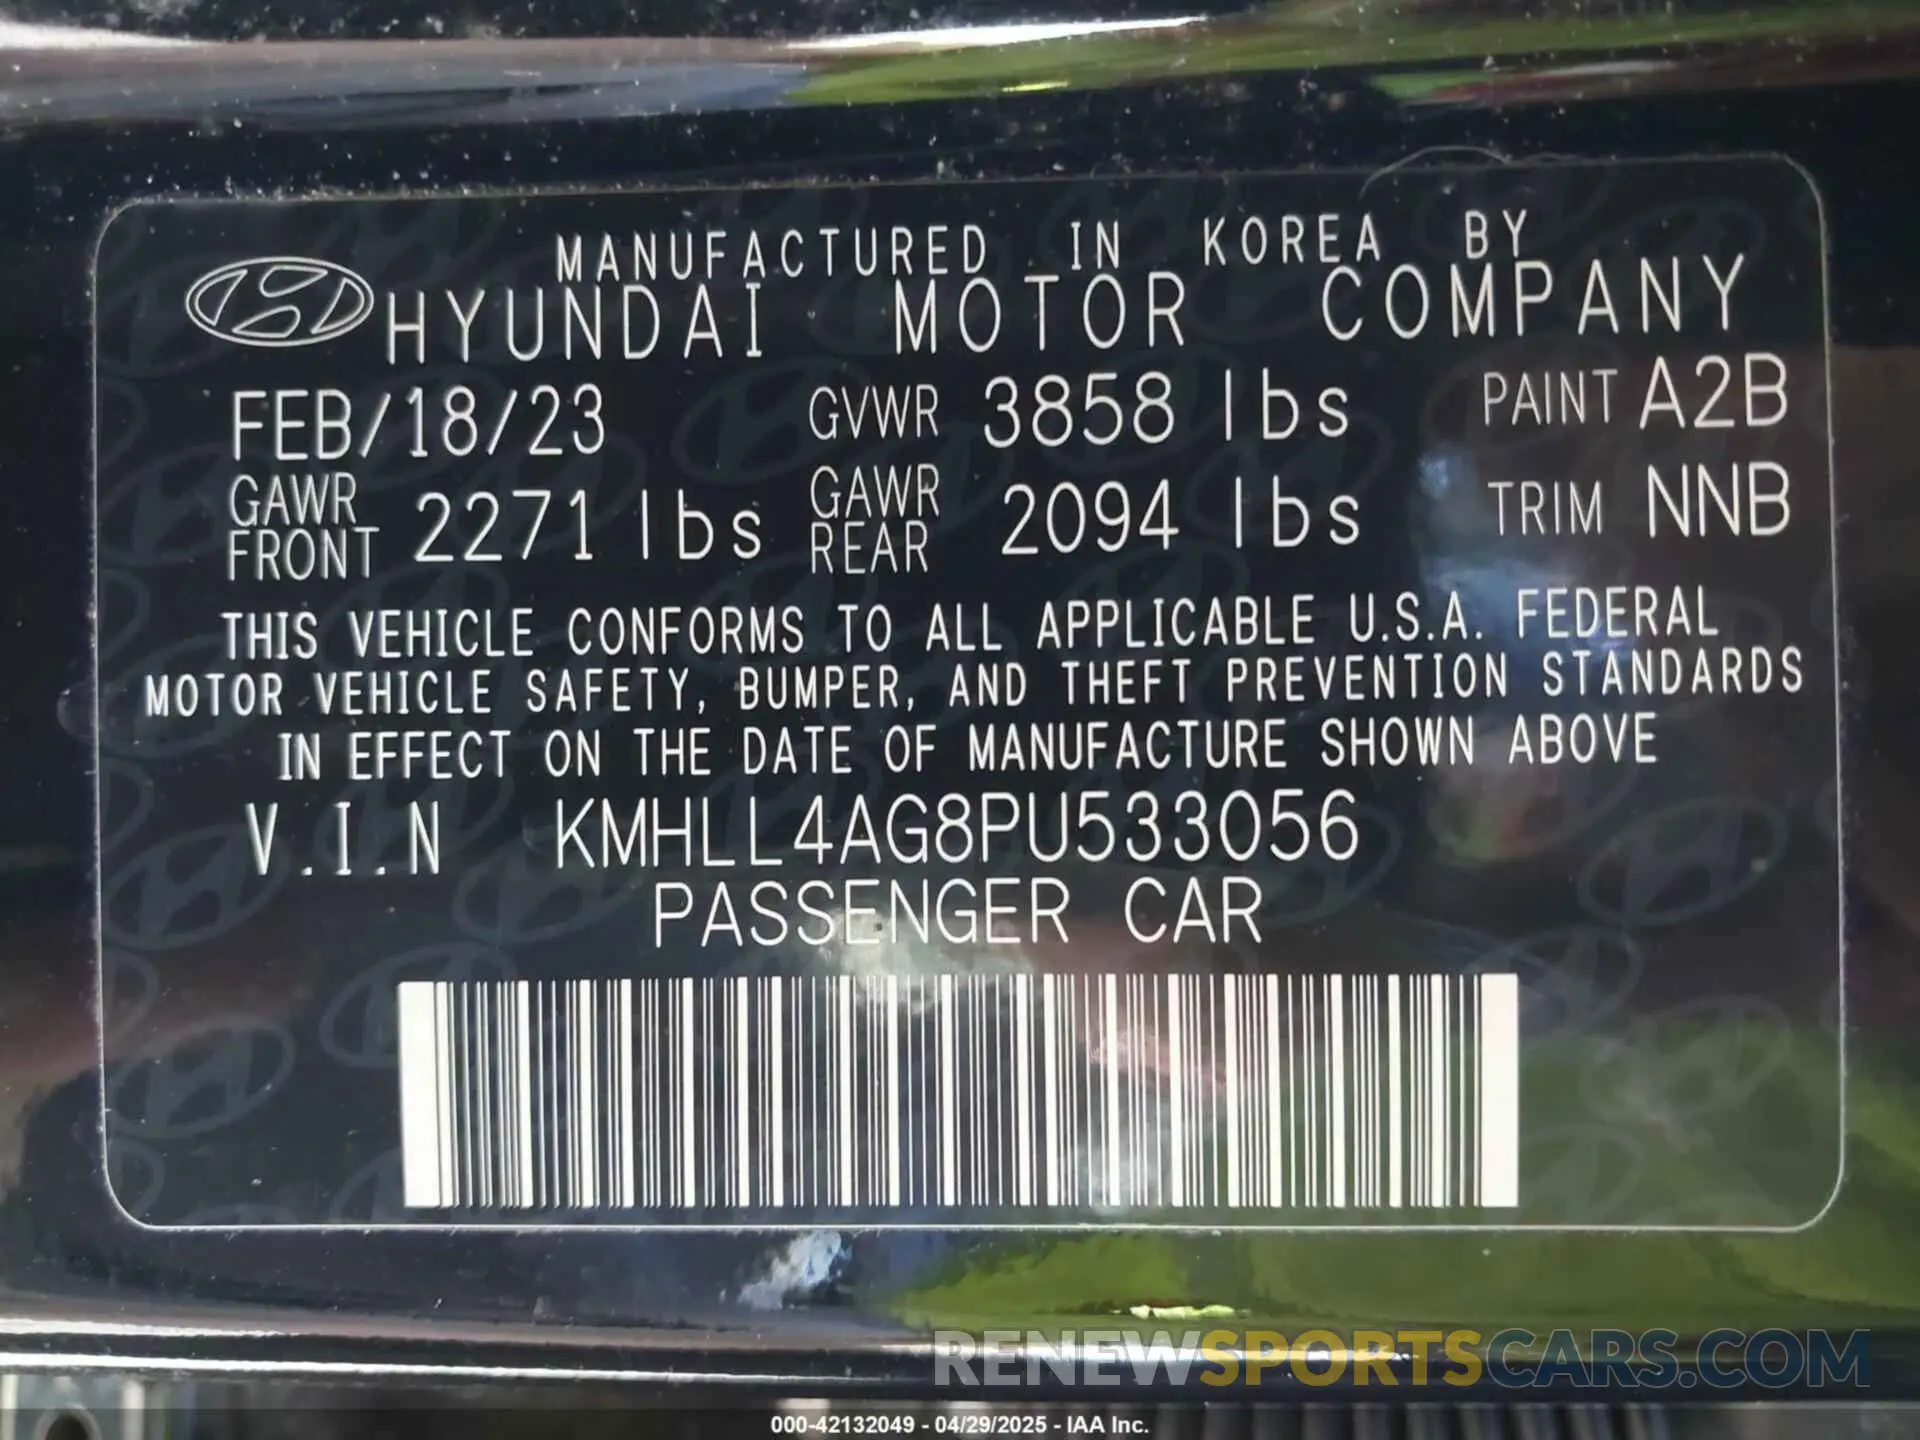 MANUFACTURED IN KOREA BY
HYUNDAI MOTOR COMPANY
FEB/18/23 GVWR 3858 lbs PAINT A2B
GAWR FRONT 2271 lbs GAWR REAR 2094 lbs TRIM NNB
THIS VEHICLE CONFORMS TO ALL APPLICABLE U.S.A. FEDERAL
MOTOR VEHICLE SAFETY, BUMPER, AND THEFT PREVENTION STANDARDS
IN EFFECT ON THE DATE OF MANUFACTURE SHOWN ABOVE
V.I.N KMHLL4AG8PU533056
PASSENGER CAR
RENEWSPORTSCARS.COM
000-42132049 - 04/29/2025 - IAA Inc.